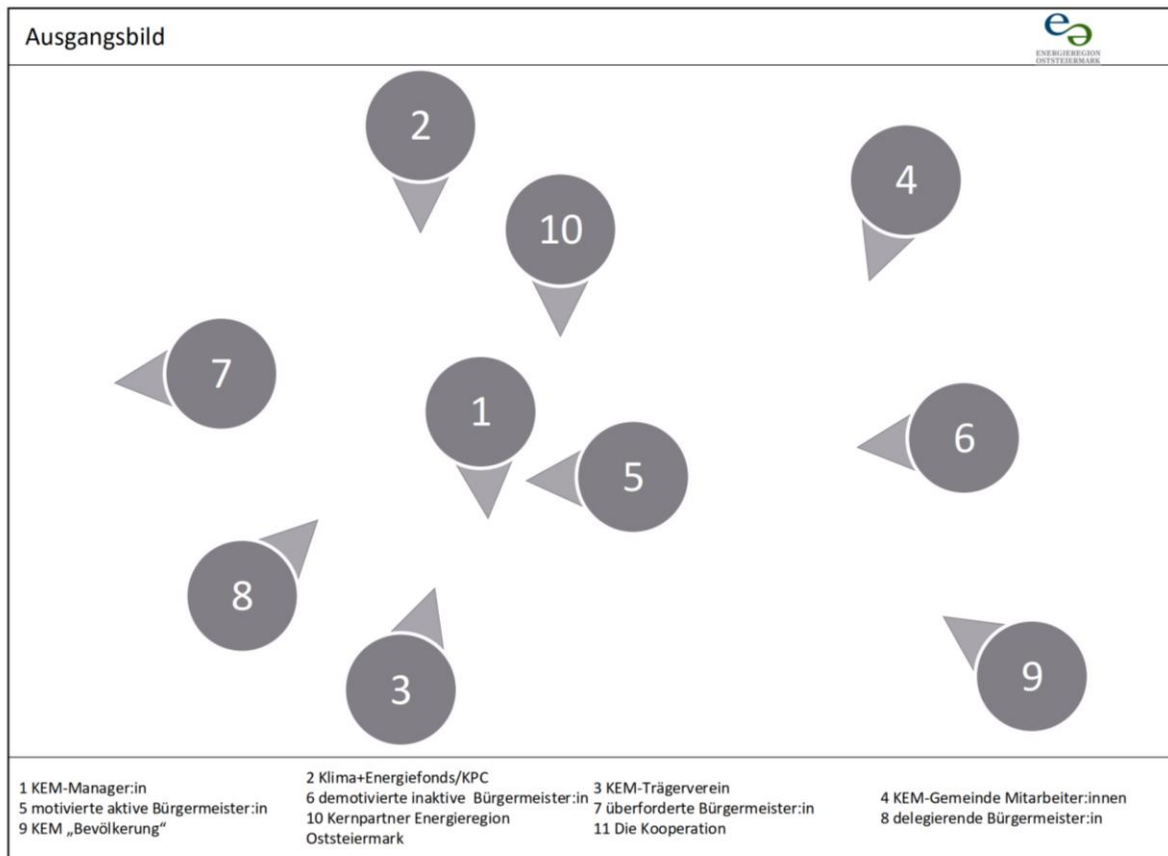 Ausgangsbild
ENERGIEREGION
OSTSTEIERMARK
2
4
10
7
1
6
5
8
9
3
1 KEM-Manager:in
5 motivierte aktive Bürgermeister:in
9 KEM „Bevölkerung“
2 Klima+Energiefonds/KPC
6 demotivierte inaktive Bürgermeister:in
10 Kernpartner Energieregion
Oststeiermark
3 KEM-Trägerverein
7 überforderte Bürgermeister:in
11 Die Kooperation
4 KEM-Gemeinde Mitarbeiter:innen
8 delegierende Bürgermeister:in